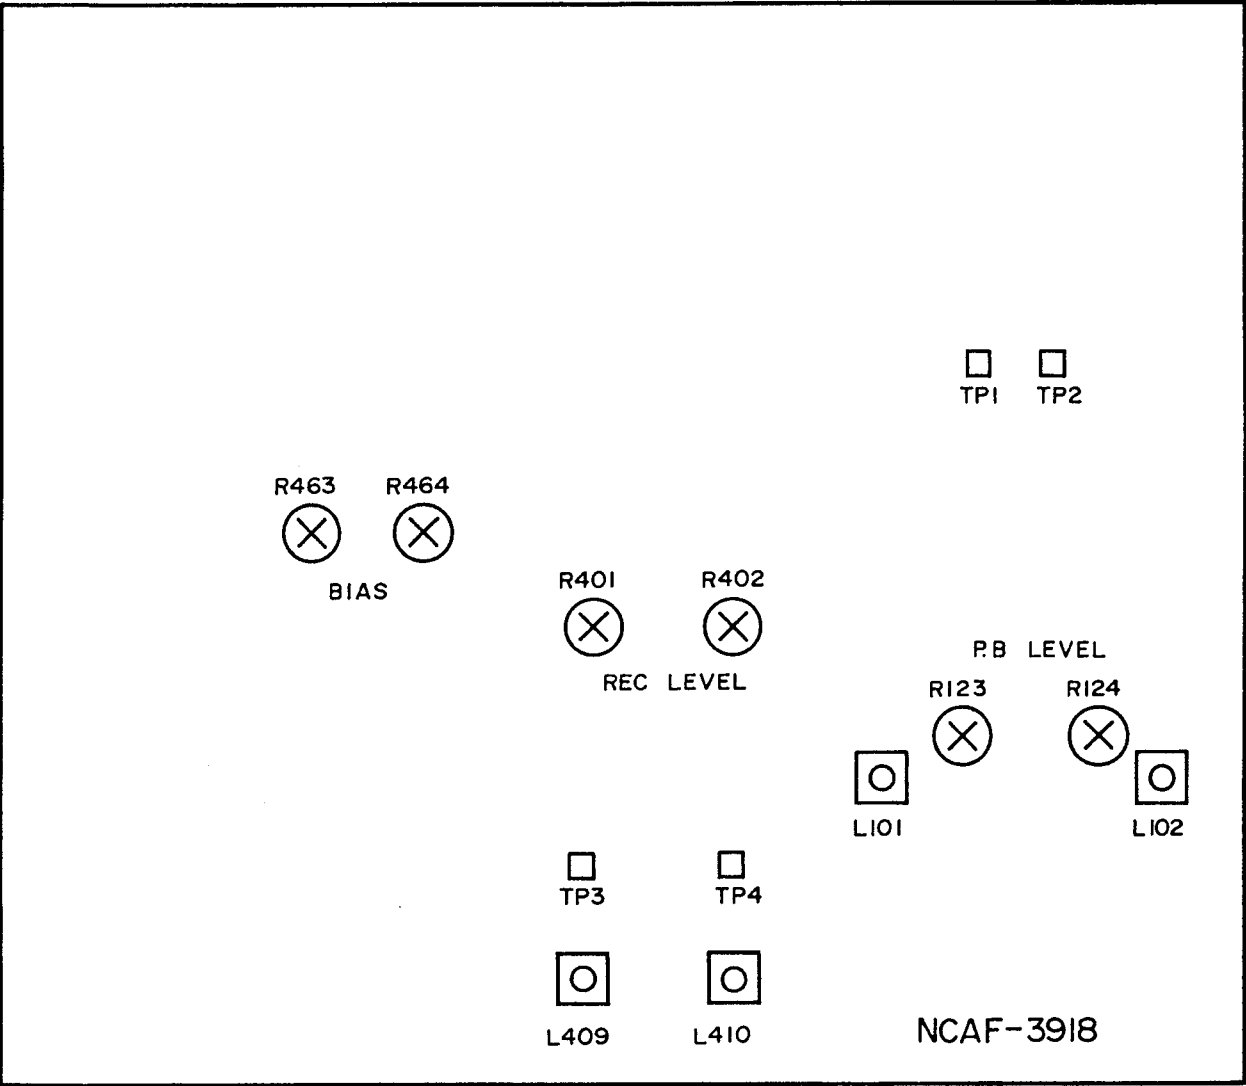 TP1 TP2
R463 R464
BIAS
R401 R402
REC LEVEL
P.B LEVEL
R123 R124
L101 L102
TP3 TP4
L409 L410
NCAF-3918